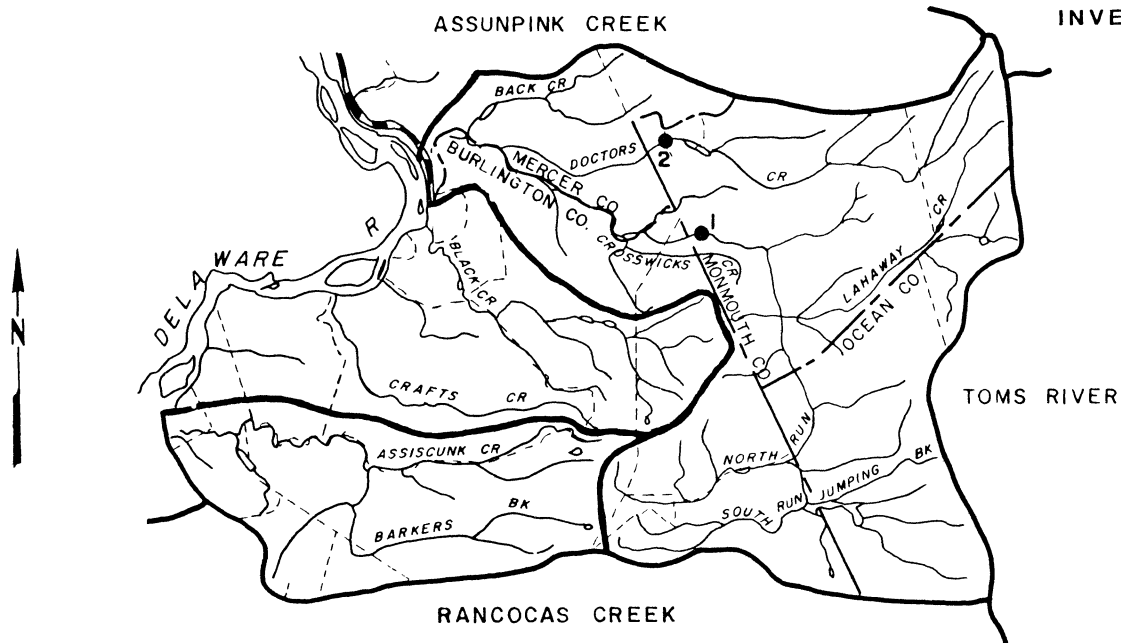 ASSUNPINK CREEK
INVE
BACK CR
DOCTORS CR
2
MERCER CO.
BURLINGTON CO.
1
CROSSWICKS CR
MONMOUTH CO.
LAHAWAY CR
OCEAN CO.
DELAWARE R
BLACK CR
N
CRAFTS CR
TOMS RIVER
ASSISCUNK CR
NORTH RUN
JUMPING BK
SOUTH RUN
BARKERS BK
RANCOCAS CREEK